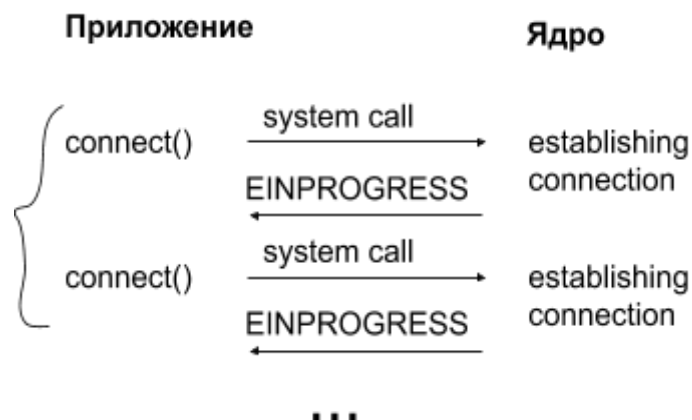 Приложение
Ядро
system call
connect()
establishing
connection
EINPROGRESS
system call
connect()
establishing
connection
EINPROGRESS
...